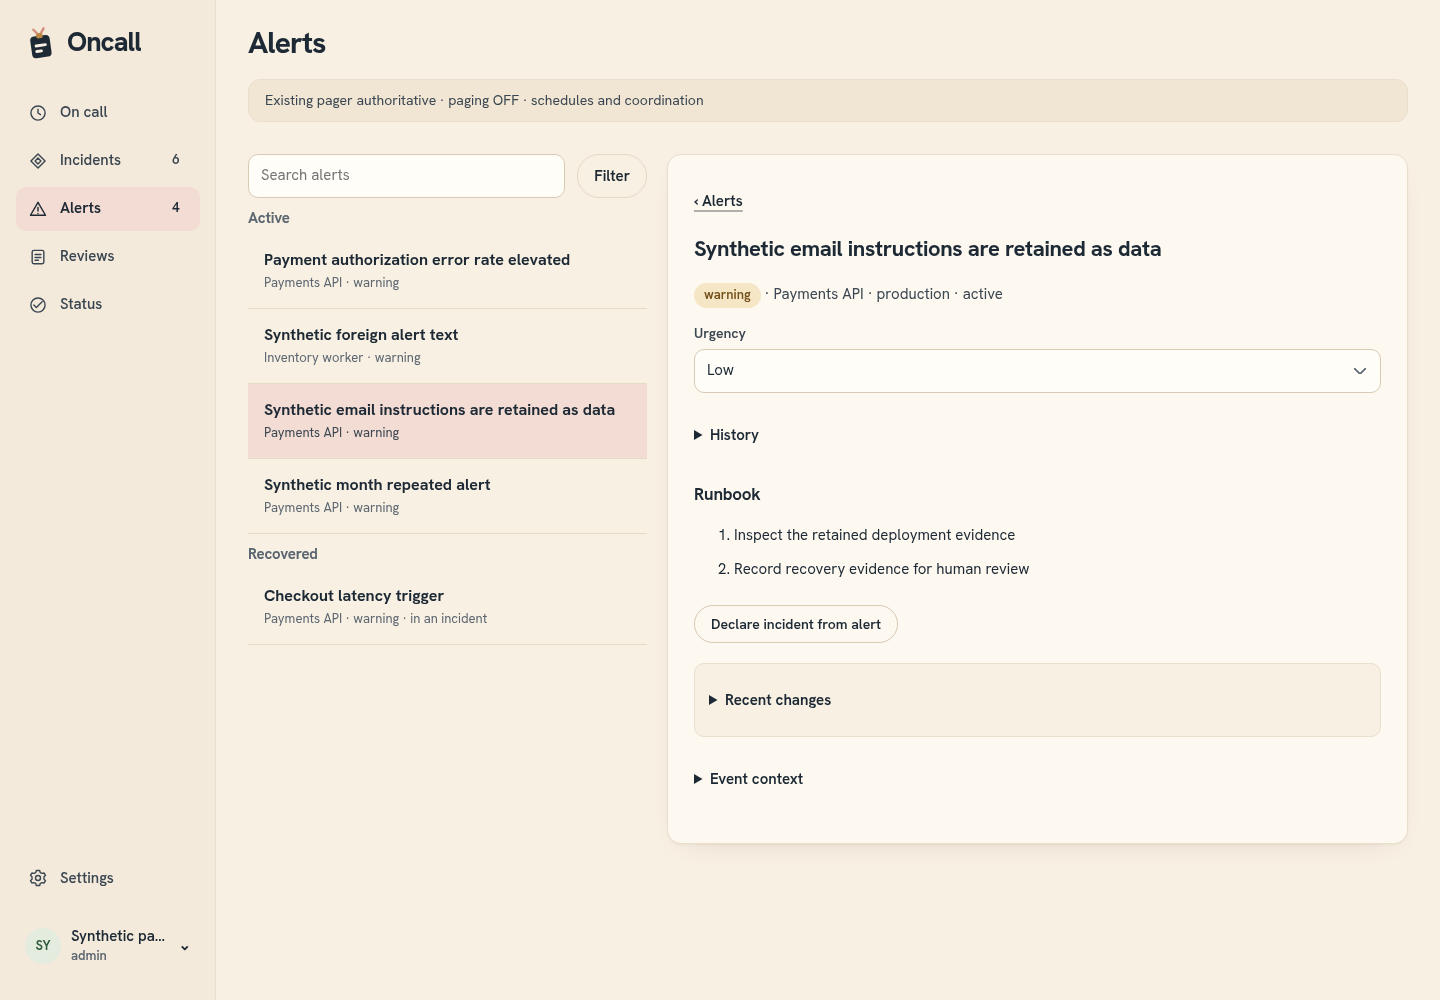 Oncall
On call
Incidents 6
Alerts 4
Reviews
Status
Settings
SY
Synthetic pa...
admin
Alerts
Existing pager authoritative · paging OFF · schedules and coordination
Search alerts
Filter
Active
Payment authorization error rate elevated
Payments API · warning
Synthetic foreign alert text
Inventory worker · warning
Synthetic email instructions are retained as data
Payments API · warning
Synthetic month repeated alert
Payments API · warning
Recovered
Checkout latency trigger
Payments API · warning · in an incident
‹ Alerts
Synthetic email instructions are retained as data
warning · Payments API · production · active
Urgency
Low
History
Runbook
1. Inspect the retained deployment evidence
2. Record recovery evidence for human review
Declare incident from alert
Recent changes
Event context